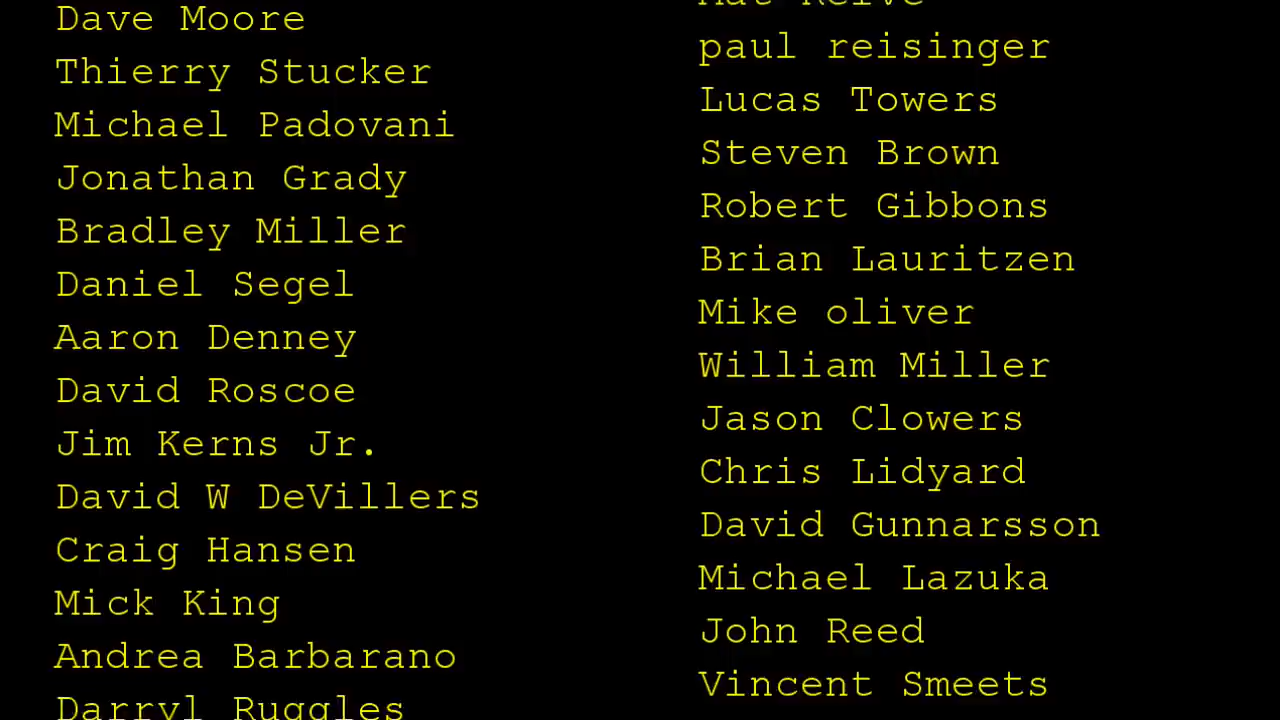 Dave Moore
Thierry Stucker
Michael Padovani
Jonathan Grady
Bradley Miller
Daniel Segel
Aaron Denney
David Roscoe
Jim Kerns Jr.
David W DeVillers
Craig Hansen
Mick King
Andrea Barbarano
Darryl Ruggles
paul reisinger
Lucas Towers
Steven Brown
Robert Gibbons
Brian Lauritzen
Mike oliver
William Miller
Jason Clowers
Chris Lidyard
David Gunnarsson
Michael Lazuka
John Reed
Vincent Smeets